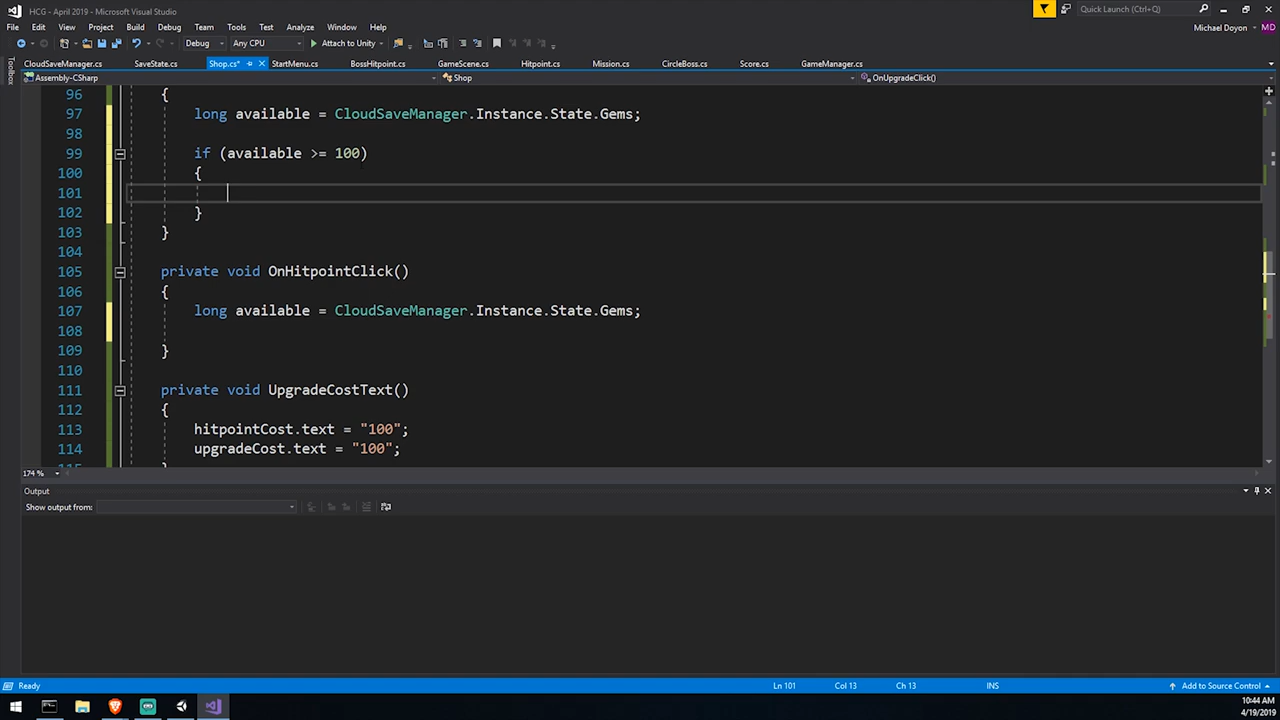 HCG - April 2019 - Microsoft Visual Studio
Quick Launch (Ctrl+Q)
File Edit View Project Build Debug Team Tools Test Analyze Window Help
Michael Doyon MD
Debug Any CPU Attach to Unity
Toolbox
CloudSaveManager.cs SaveState.cs Shop.cs* StartMenu.cs BossHitpoint.cs GameScene.cs Hitpoint.cs Mission.cs CircleBoss.cs Score.cs GameManager.cs
Assembly-CSharp Shop OnUpgradeClick()
96 {
97 long available = CloudSaveManager.Instance.State.Gems;
98
99 if (available >= 100)
100 {
101
102 }
103 }
104
105 private void OnHitpointClick()
106 {
107 long available = CloudSaveManager.Instance.State.Gems;
108
109 }
110
111 private void UpgradeCostText()
112 {
113 hitpointCost.text = "100";
114 upgradeCost.text = "100";
115 }
174 %
Output
Show output from:
Ready Ln 101 Col 13 Ch 13 INS Add to Source Control
10:44 AM
4/19/2019